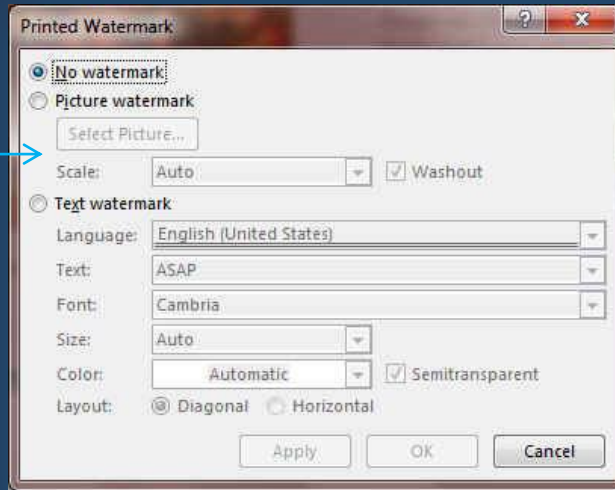 Printed Watermark
No watermark
Picture watermark
Select Picture...
Scale: Auto Washout
Text watermark
Language: English (United States)
Text: ASAP
Font: Cambria
Size: Auto
Color: Automatic Semitransparent
Layout: Diagonal Horizontal
Apply OK Cancel